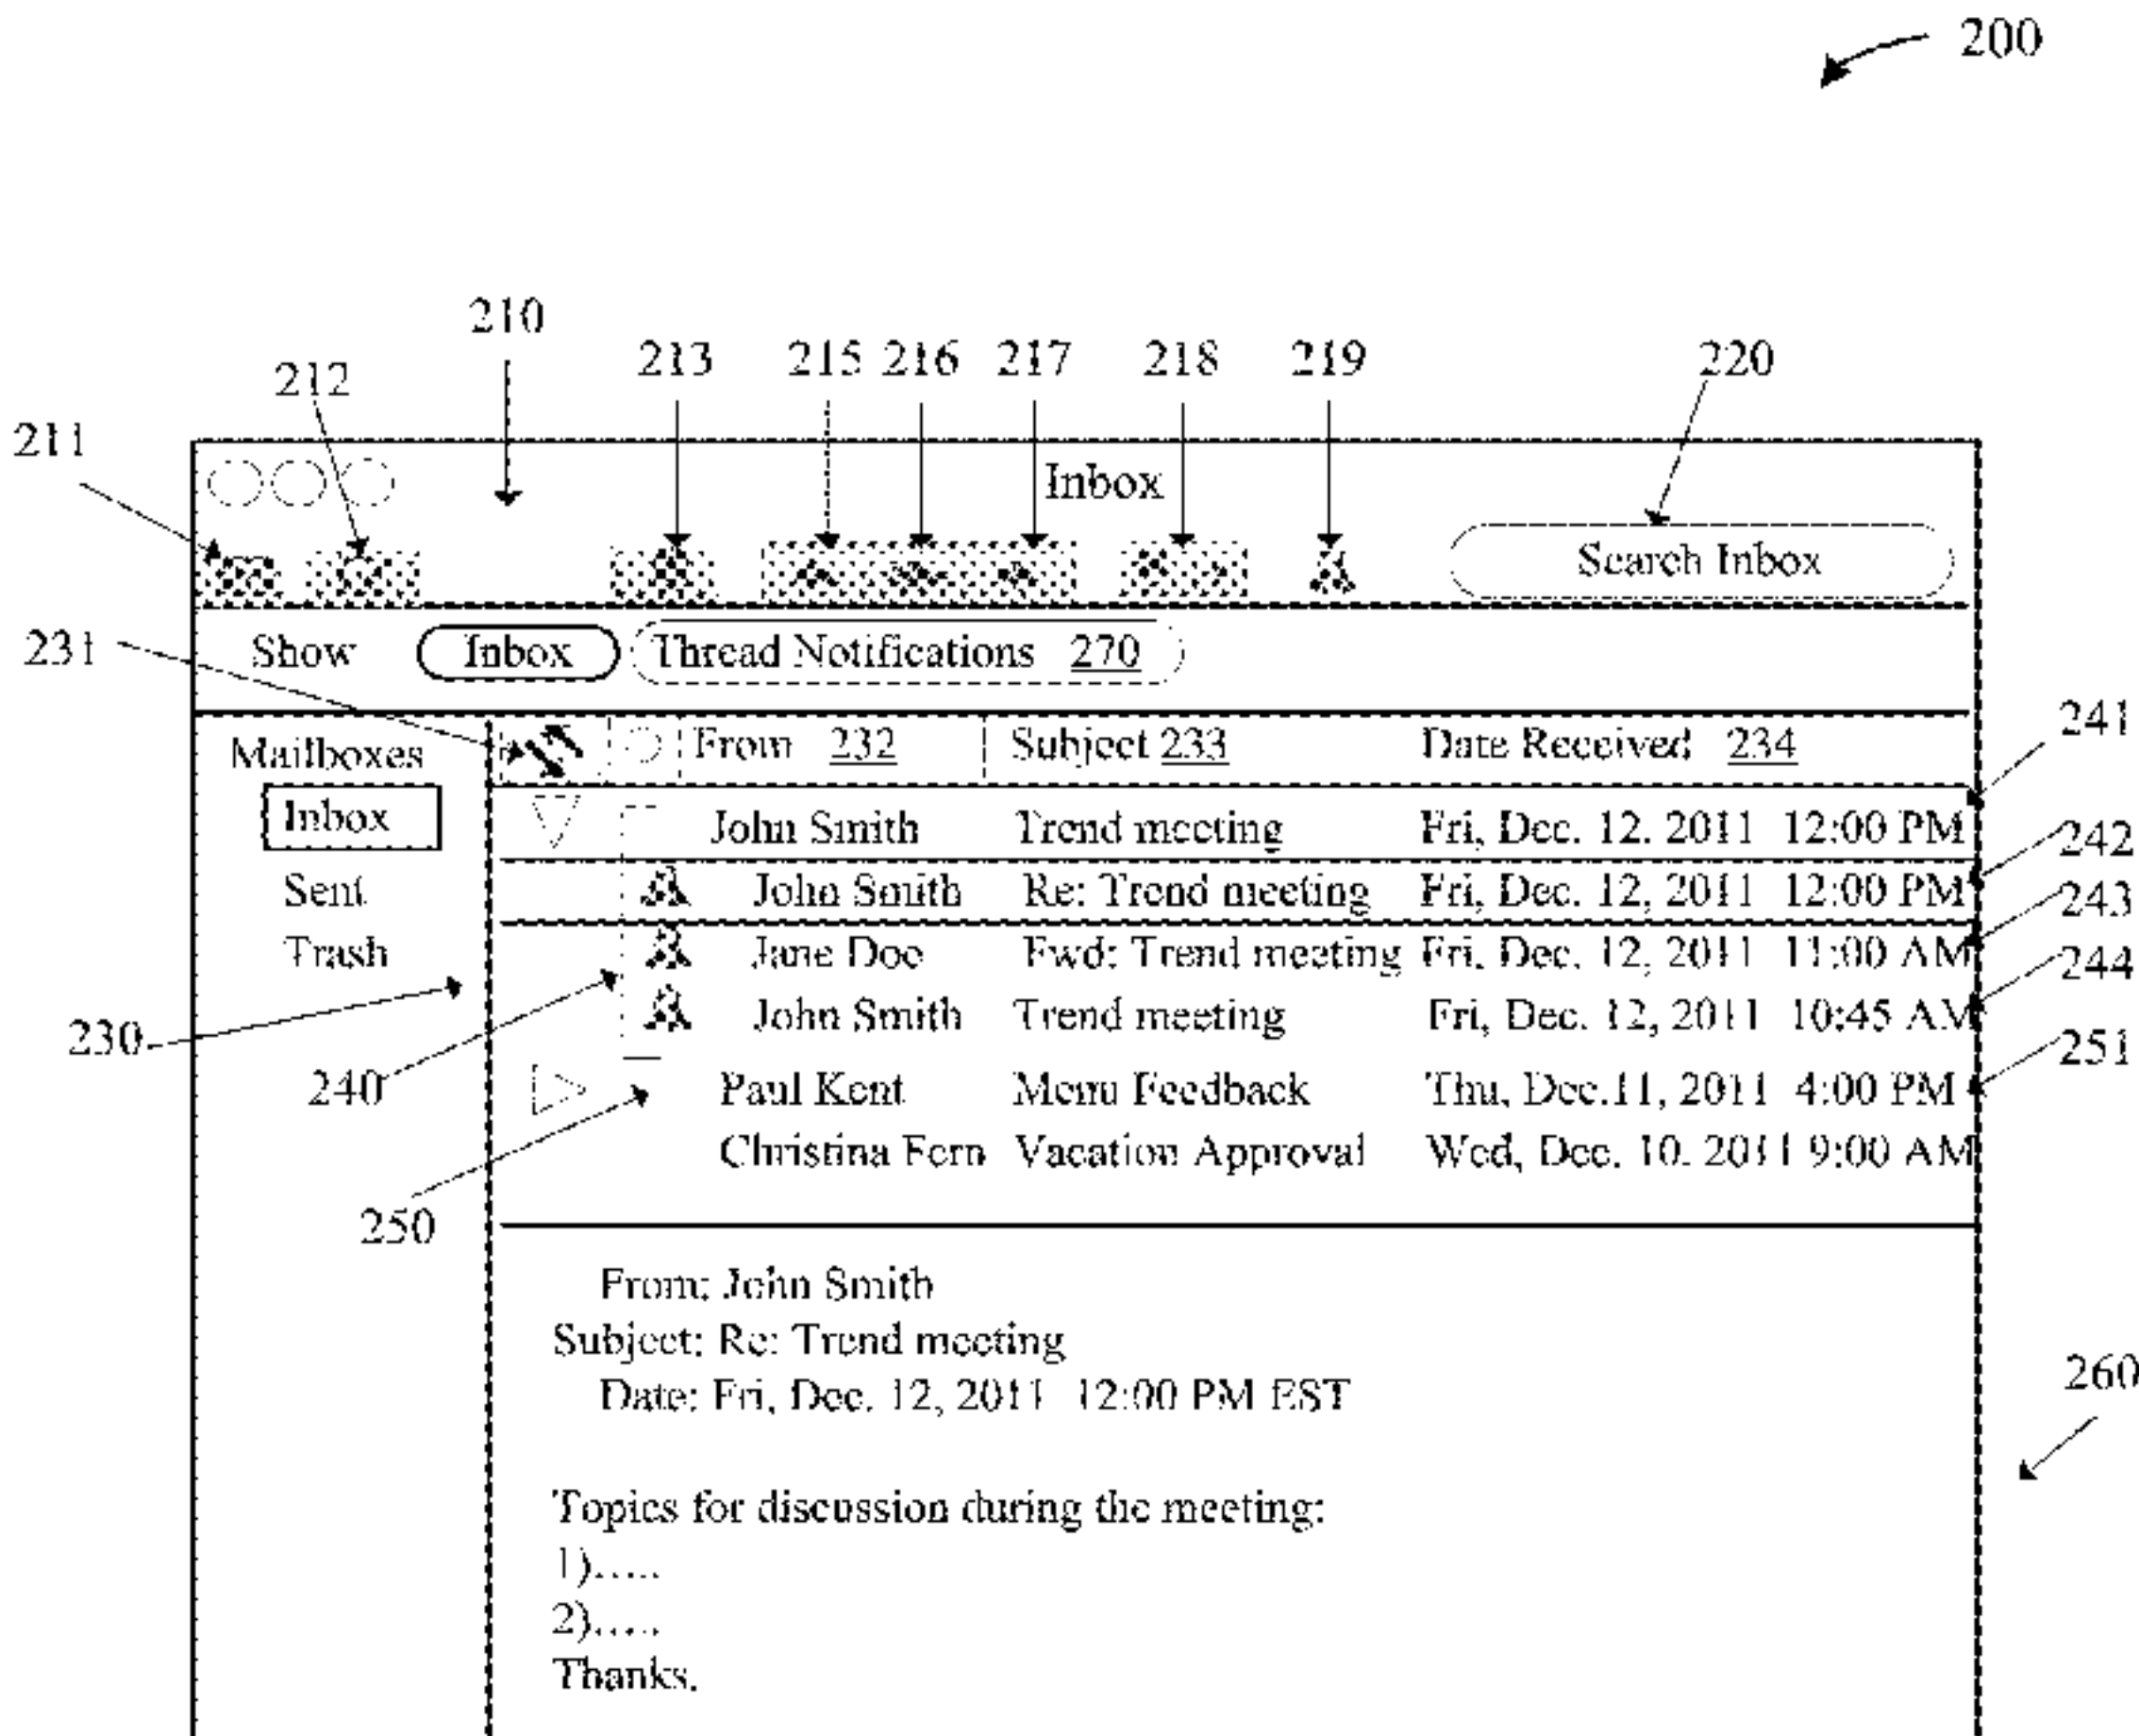 200
210
213 215 216 217 218 219 220
212
211
Inbox
Search Inbox
231
Show Inbox Thread Notifications 270
Mailboxes From 232 Subject 233 Date Received 234 241
Inbox John Smith Trend meeting Fri, Dec. 12. 2011 12:00 PM 242
Sent John Smith Re: Trend meeting Fri, Dec. 12, 2011 12:00 PM 243
Trash Jane Doe Fwd: Trend meeting Fri. Dec. 12, 2011 11:00 AM 244
John Smith Trend meeting Fri, Dec. 12, 2011 10:45 AM
230 251
240 Paul Kent Menu Feedback Thu, Dec.11, 2011 4:00 PM
Christina Fern Vacation Approval Wed, Dec. 10. 2011 9:00 AM
250
From: John Smith
Subject: Re: Trend meeting
Date: Fri, Dec. 12, 2011 12:00 PM EST
260
Topics for discussion during the meeting:
1).....
2).....
Thanks.